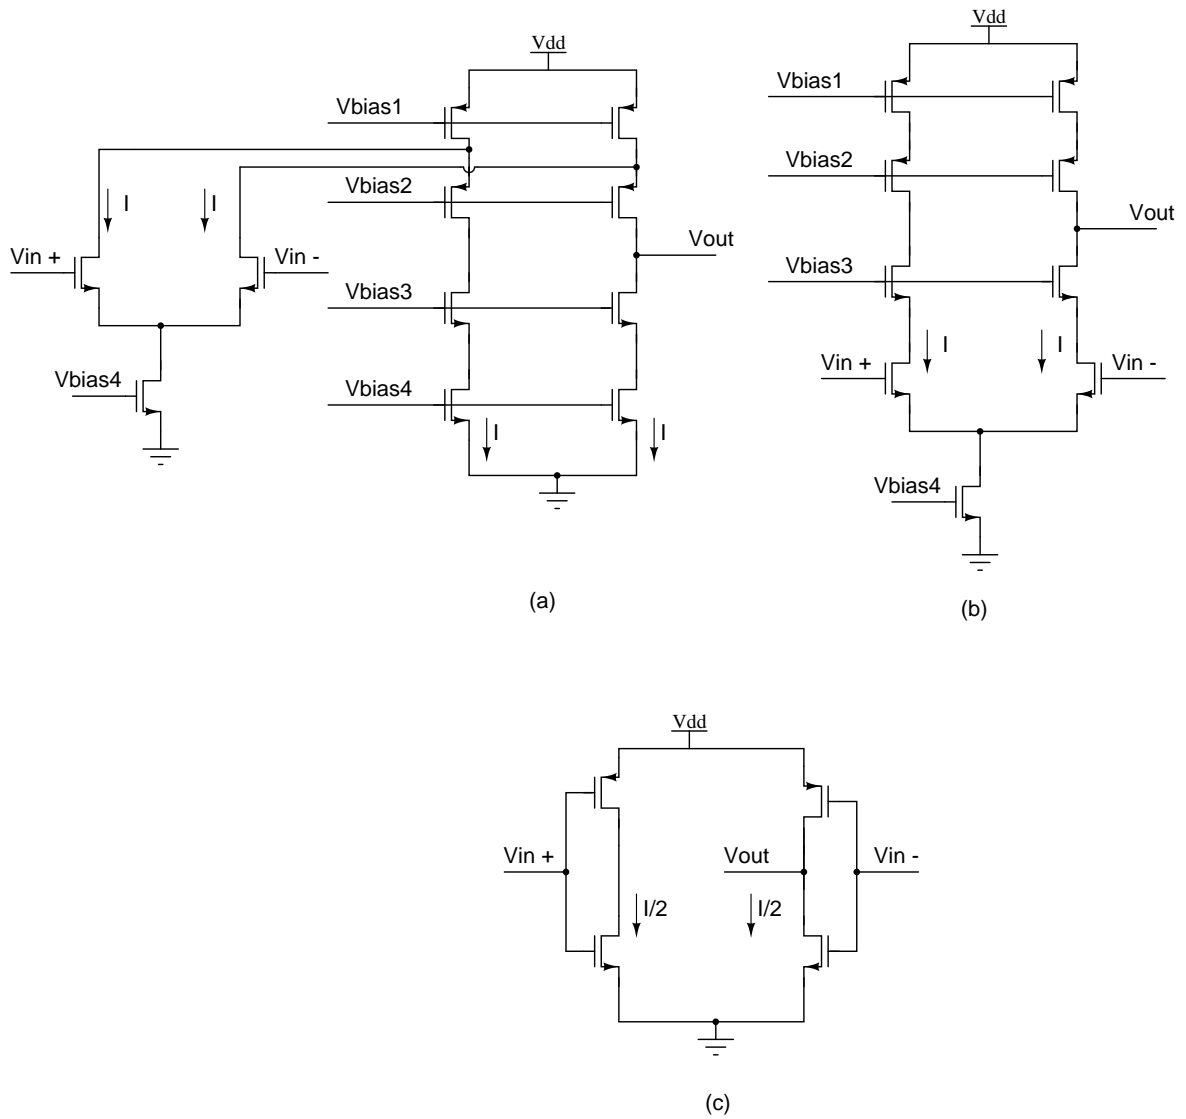 Vdd
Vbias1
Vbias2
I
I
Vin +
Vin -
Vout
Vbias3
Vbias4
Vbias4
I
I
(a)
Vdd
Vbias1
Vbias2
Vout
Vbias3
I
I
Vin +
Vin -
Vbias4
(b)
Vdd
Vin +
Vout
Vin -
I/2
I/2
(c)